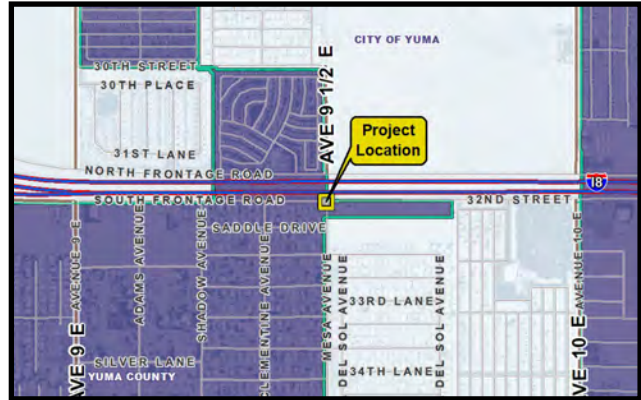 CITY OF YUMA
30TH STREET
30TH PLACE
AVE 9 1/2 E
Project
Location
31ST LANE
NORTH FRONTAGE ROAD
18
SOUTH FRONTAGE ROAD
32ND STREET
SADDLE DRIVE
AVENUE 9 E
ADAMS AVENUE
SHADOW AVENUE
CLEMENTINE AVENUE
MESA AVENUE
DEL SOL AVENUE
33RD LANE
DEL SOL AVENUE
AVENUE 10 E
SILVER LANE
34TH LANE
YUMA COUNTY
AVE 9 E
AVE 10 E